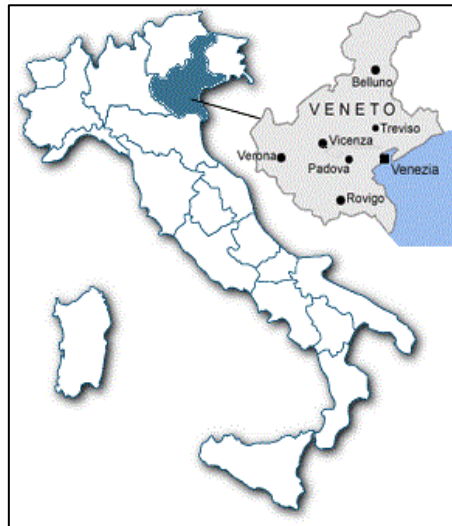 Belluno
VENETO
Treviso
Vicenza
Verona
Padova
Venezia
Rovigo